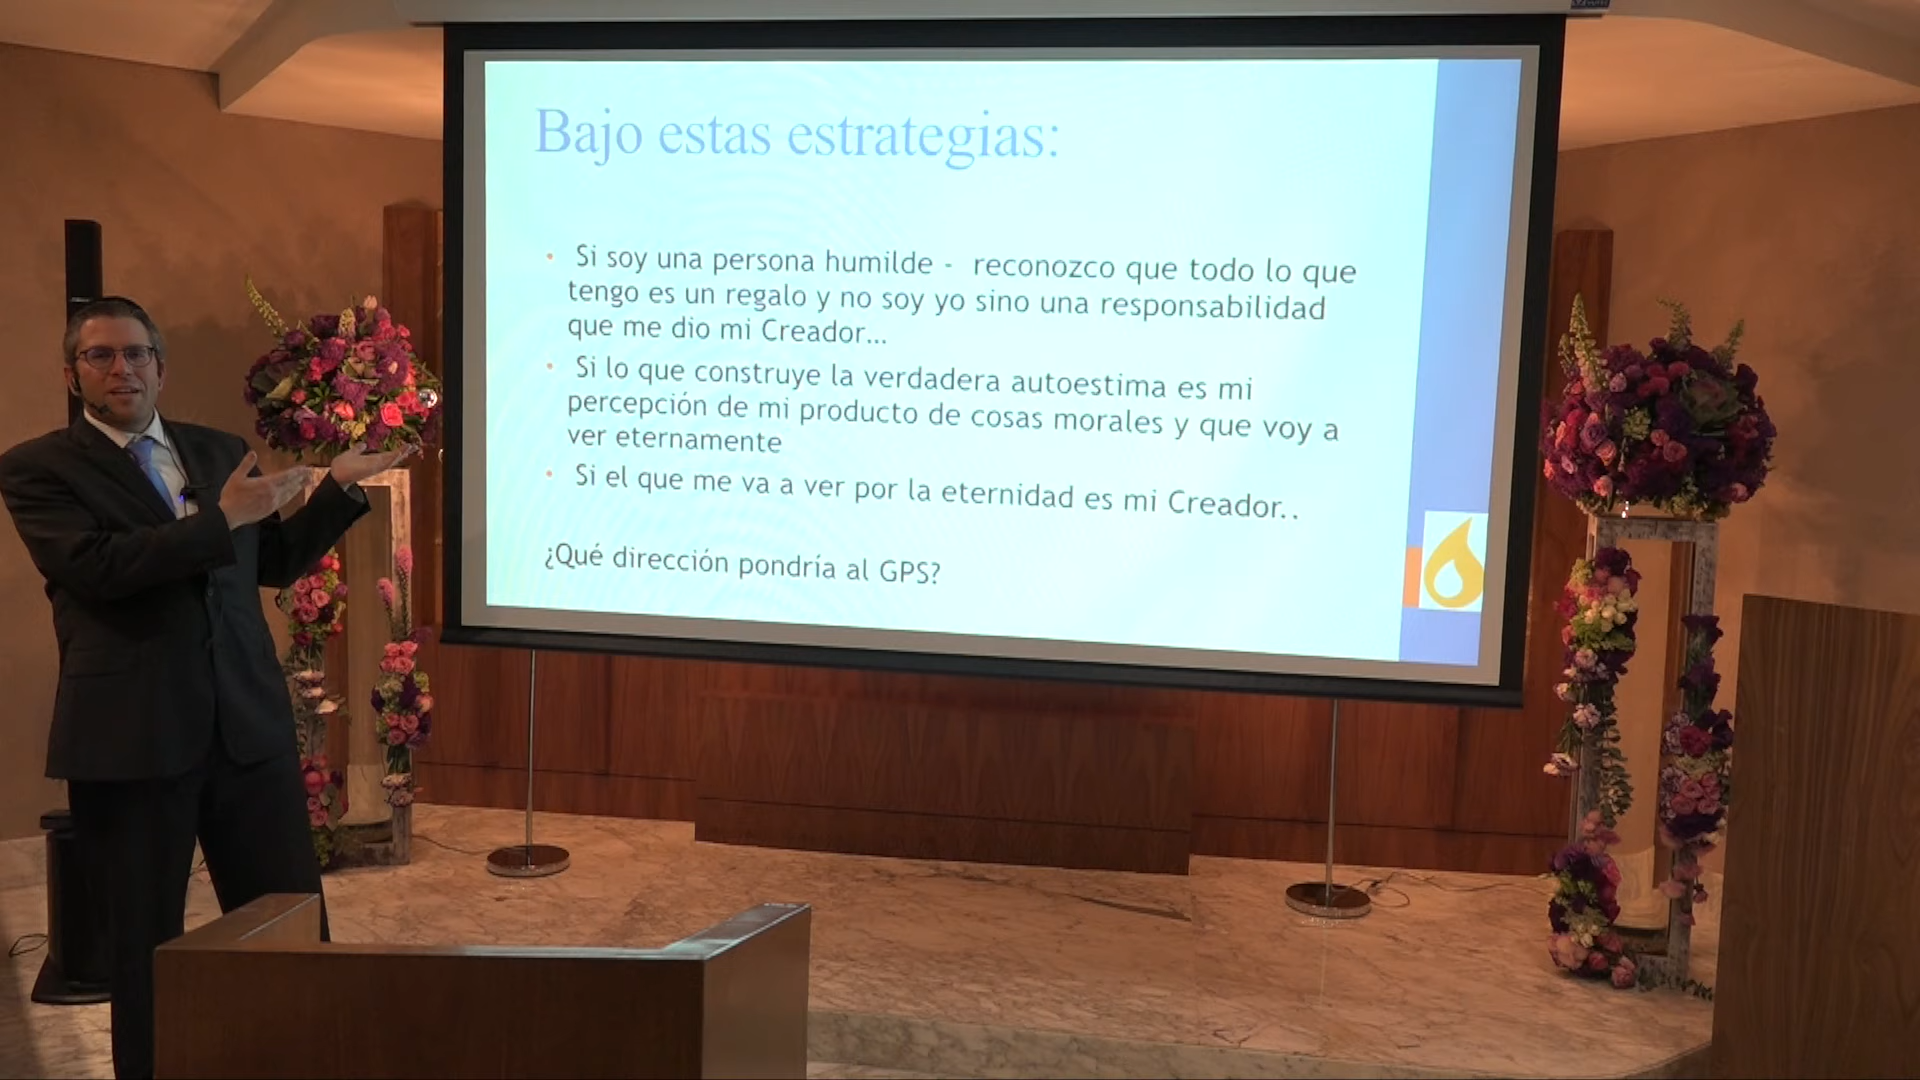 Bajo estas estrategias:
• Si soy una persona humilde - reconozco que todo lo que
tengo es un regalo y no soy yo sino una responsabilidad
que me dio mi Creador...
• Si lo que construye la verdadera autoestima es mi
percepción de mi producto de cosas morales y que voy a
ver eternamente
• Si el que me va a ver por la eternidad es mi Creador..
¿Qué dirección pondría al GPS?